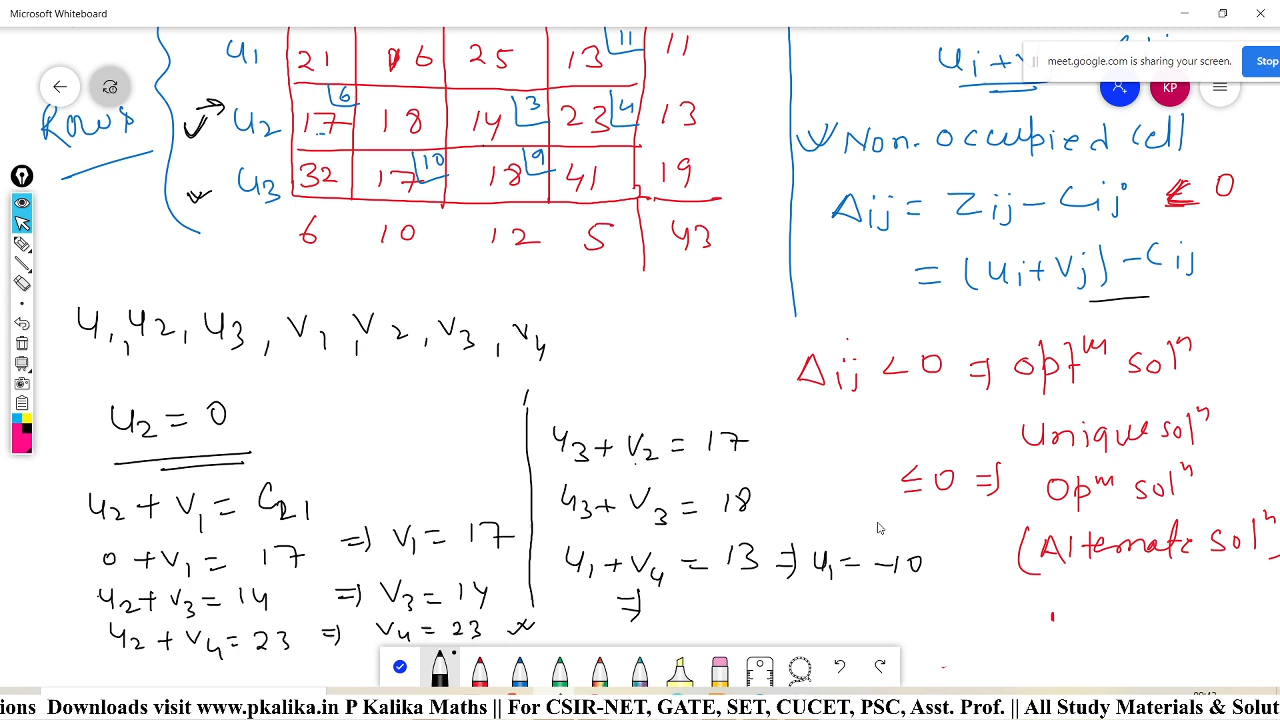 Microsoft Whiteboard
u1 21 16 25 13 11 11
Rows
u2 17 6 18 14 3 23 4 13
u3 32 17 10 18 9 41 19
6 10 12 5 43
meet.google.com is sharing your screen.
Stop
KP
Non. occupied cell
Δij = Zij - Cij ≤ 0
= (ui + vj) - Cij
u1, u2, u3, v1, v2, v3, v4
u2 = 0
u2 + v1 = C21
0 + v1 = 17 ⇒ v1 = 17
u2 + v3 = 14 ⇒ v3 = 14
u2 + v4 = 23 ⇒ v4 = 23
u3 + v2 = 17
u3 + v3 = 18
u1 + v4 = 13 ⇒ u1 = -10
⇒
Δij < 0 ⇒ optm soln
Unique soln
≤ 0 ⇒ opm soln
(Alternate soln
ions Downloads visit www.pkalika.in P Kalika Maths || For CSIR-NET, GATE, SET, CUCET, PSC, Asst. Prof. || All Study Materials & Solut